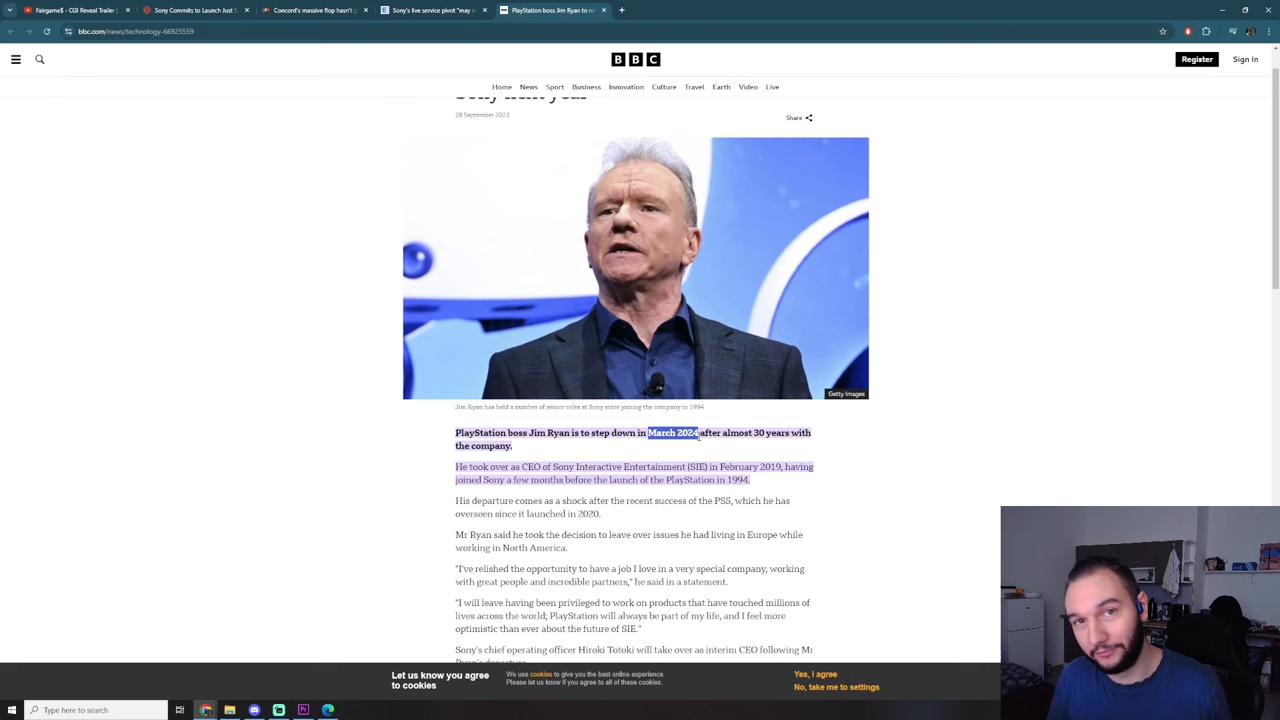 Fairgame$ - CGI Reveal Trailer |
Sony Commits to Launch Just S
Concord's massive flop hasn't p
Sony's live service pivot "may n
PlayStation boss Jim Ryan to re
bbc.com/news/technology-66925559
BBC
Register
Sign In
Home News Sport Business Innovation Culture Travel Earth Video Live
Sony next year
28 September 2023
Share
Getty Images
Jim Ryan has held a number of senior roles at Sony since joining the company in 1994
PlayStation boss Jim Ryan is to step down in March 2024 after almost 30 years with
the company.
He took over as CEO of Sony Interactive Entertainment (SIE) in February 2019, having
joined Sony a few months before the launch of the PlayStation in 1994.
His departure comes as a shock after the recent success of the PS5, which he has
overseen since it launched in 2020.
Mr Ryan said he took the decision to leave over issues he had living in Europe while
working in North America.
"I've relished the opportunity to have a job I love in a very special company, working
with great people and incredible partners," he said in a statement.
"I will leave having been privileged to work on products that have touched millions of
lives across the world; PlayStation will always be part of my life, and I feel more
optimistic than ever about the future of SIE."
Sony's chief operating officer Hiroki Totoki will take over as interim CEO following Mr
Ryan's departure.
Let us know you agree
to cookies
We use cookies to give you the best online experience.
Please let us know if you agree to all of these cookies.
Yes, I agree
No, take me to settings
Type here to search